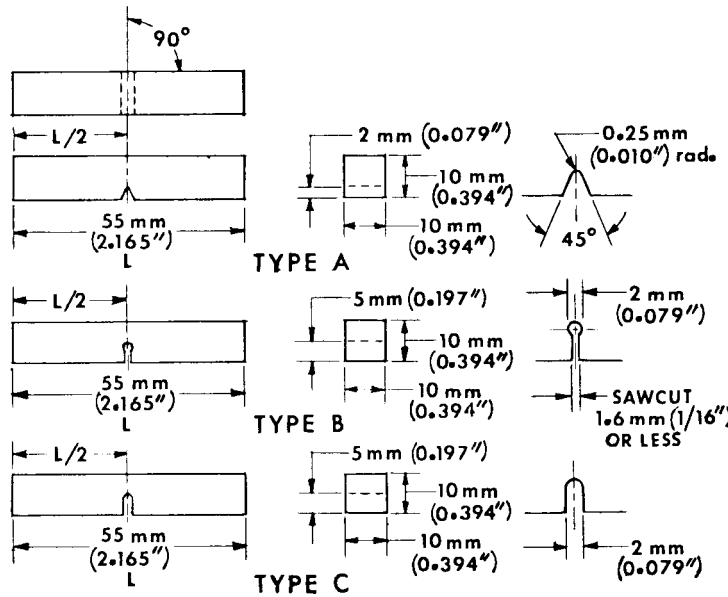 90°
L/2
55 mm
(2.165″)
L
2 mm (0.079″)
10 mm
(0.394″)
10 mm
(0.394″)
0.25 mm
(0.010″) rad.
45°
TYPE A
L/2
55 mm
(2.165″)
L
5 mm (0.197″)
10 mm
(0.394″)
10 mm
(0.394″)
2 mm
(0.079″)
SAWCUT
1.6 mm (1/16″)
OR LESS
TYPE B
L/2
55 mm
(2.165″)
L
5 mm (0.197″)
10 mm
(0.394″)
10 mm
(0.394″)
2 mm
(0.079″)
TYPE C